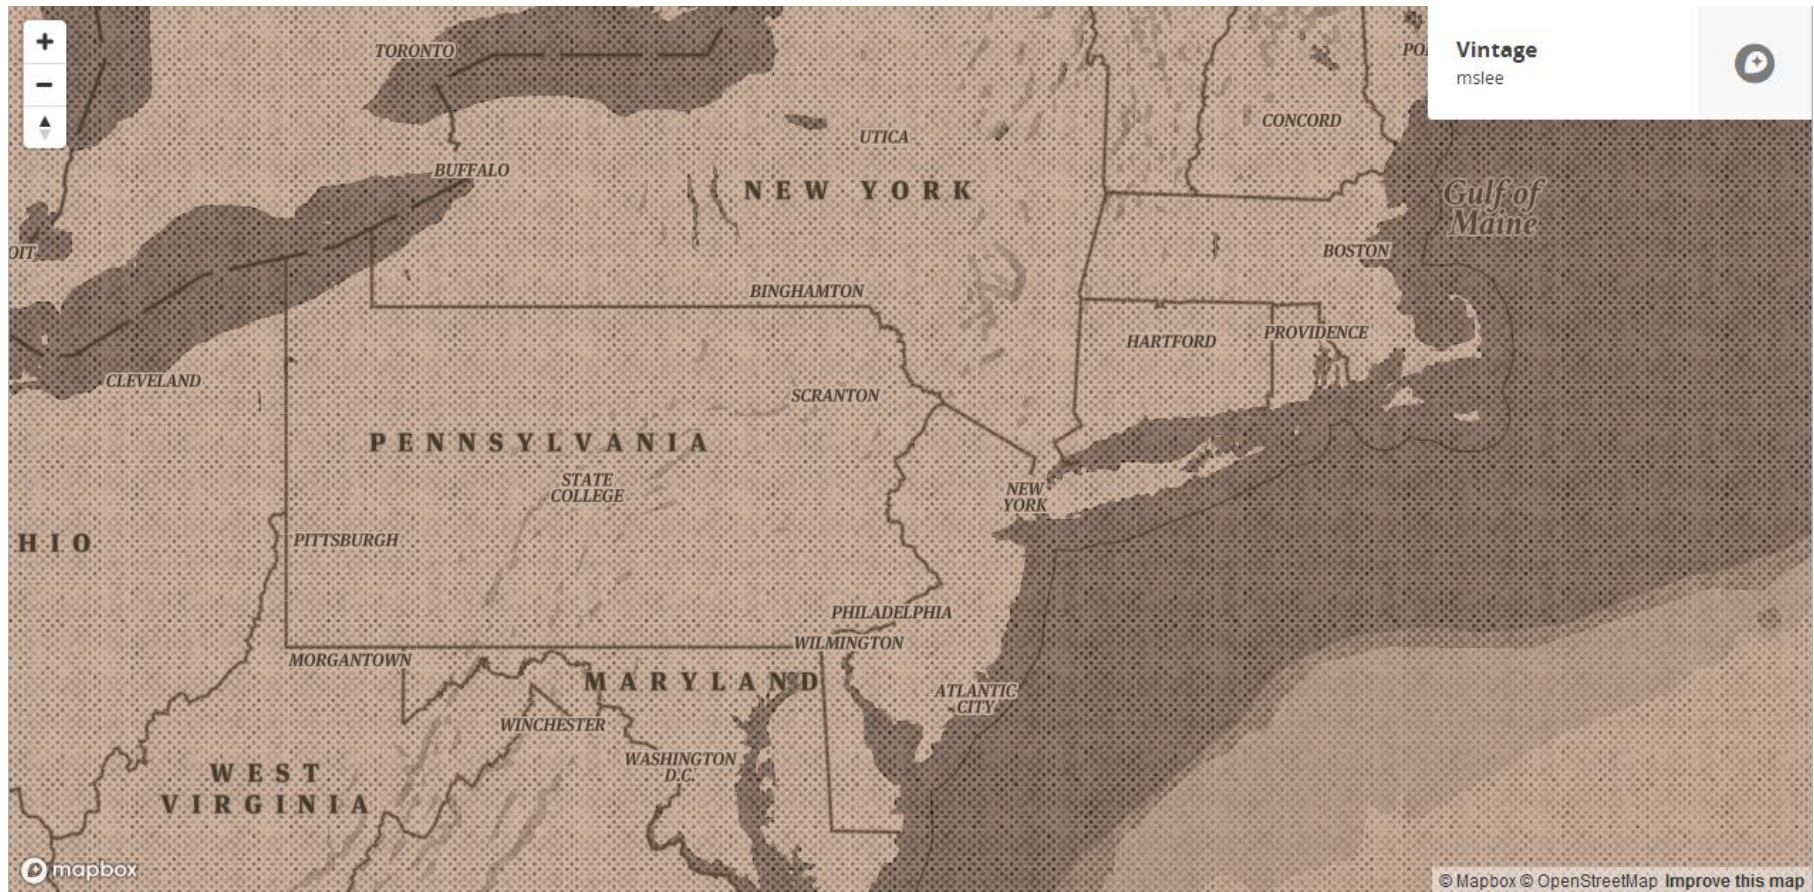 +
−
Vintage
mslee
TORONTO
UTICA
CONCORD
BUFFALO
NEW YORK
Gulf of
Maine
BOSTON
BINGHAMTON
PROVIDENCE
HARTFORD
CLEVELAND
SCRANTON
PENNSYLVANIA
STATE
COLLEGE
NEW
YORK
HIO
PITTSBURGH
PHILADELPHIA
WILMINGTON
MORGANTOWN
MARYLAND
ATLANTIC
CITY
WINCHESTER
WASHINGTON
D.C.
WEST
VIRGINIA
mapbox
© Mapbox © OpenStreetMap Improve this map